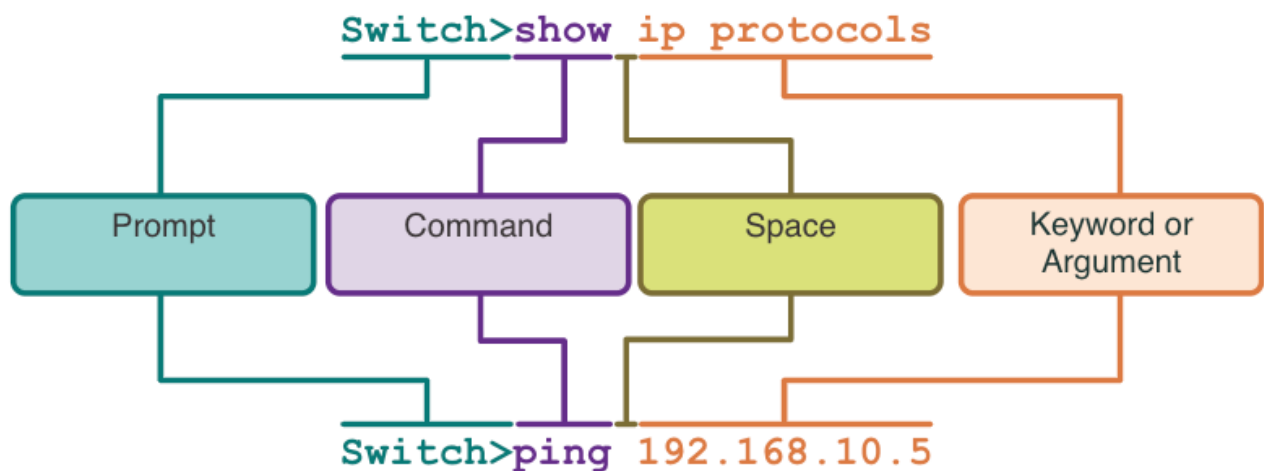 Switch>show ip protocols
Prompt
Command
Space
Keyword or
Argument
Switch>ping 192.168.10.5